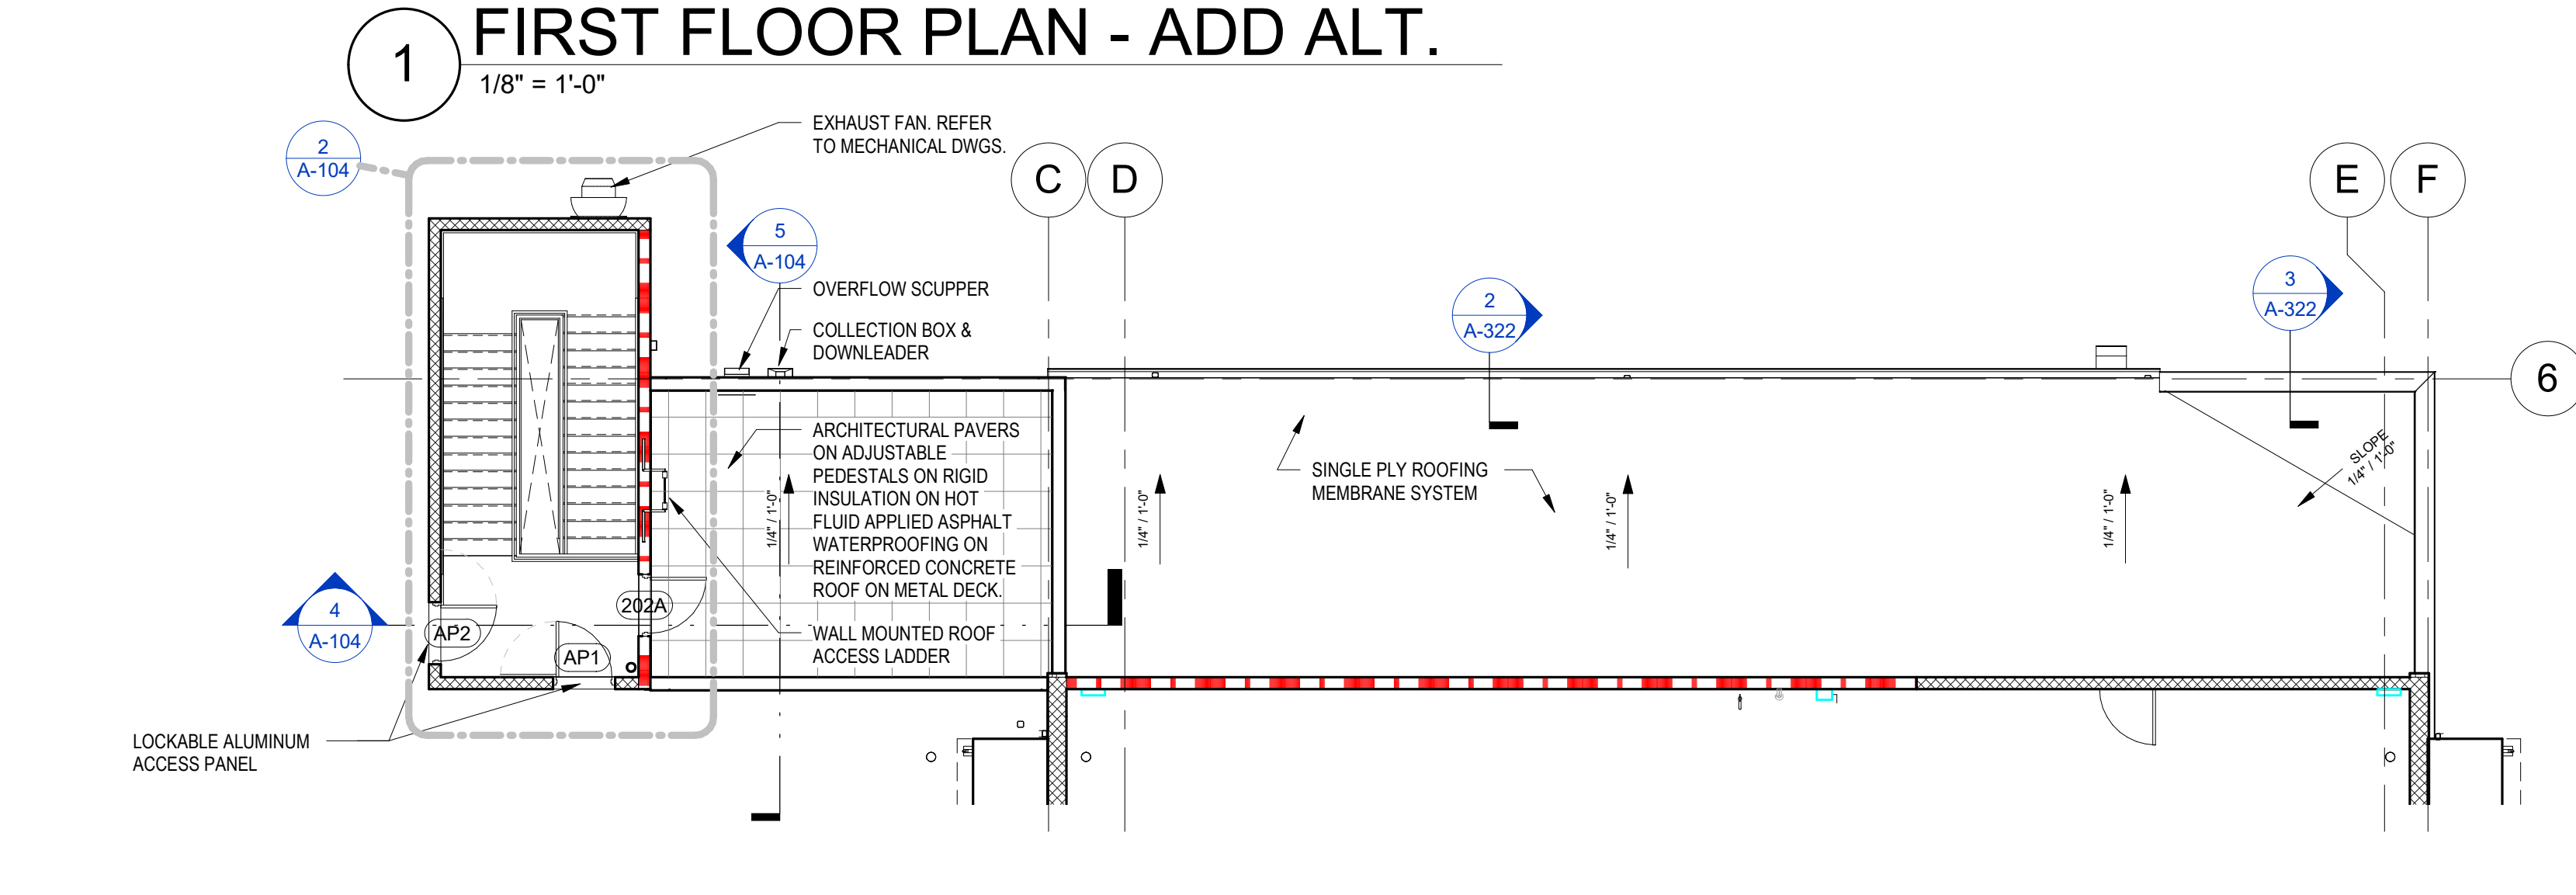 1
FIRST FLOOR PLAN - ADD ALT.
1/8" = 1'-0"
EXHAUST FAN. REFER
TO MECHANICAL DWGS.
2
A-104
C
D
E
F
5
A-104
OVERFLOW SCUPPER
COLLECTION BOX &
DOWNLEADER
2
A-322
3
A-322
6
ARCHITECTURAL PAVERS
ON ADJUSTABLE
PEDESTALS ON RIGID
INSULATION ON HOT
FLUID APPLIED ASPHALT
WATERPROOFING ON
REINFORCED CONCRETE
ROOF ON METAL DECK.
1/4" / 1'-0"
1/4" / 1'-0"
SINGLE PLY ROOFING
MEMBRANE SYSTEM
1/4" / 1'-0"
1/4" / 1'-0"
SLOPE
1/4" / 1'-0"
4
A-104
202A
AP2
AP1
WALL MOUNTED ROOF
ACCESS LADDER
LOCKABLE ALUMINUM
ACCESS PANEL